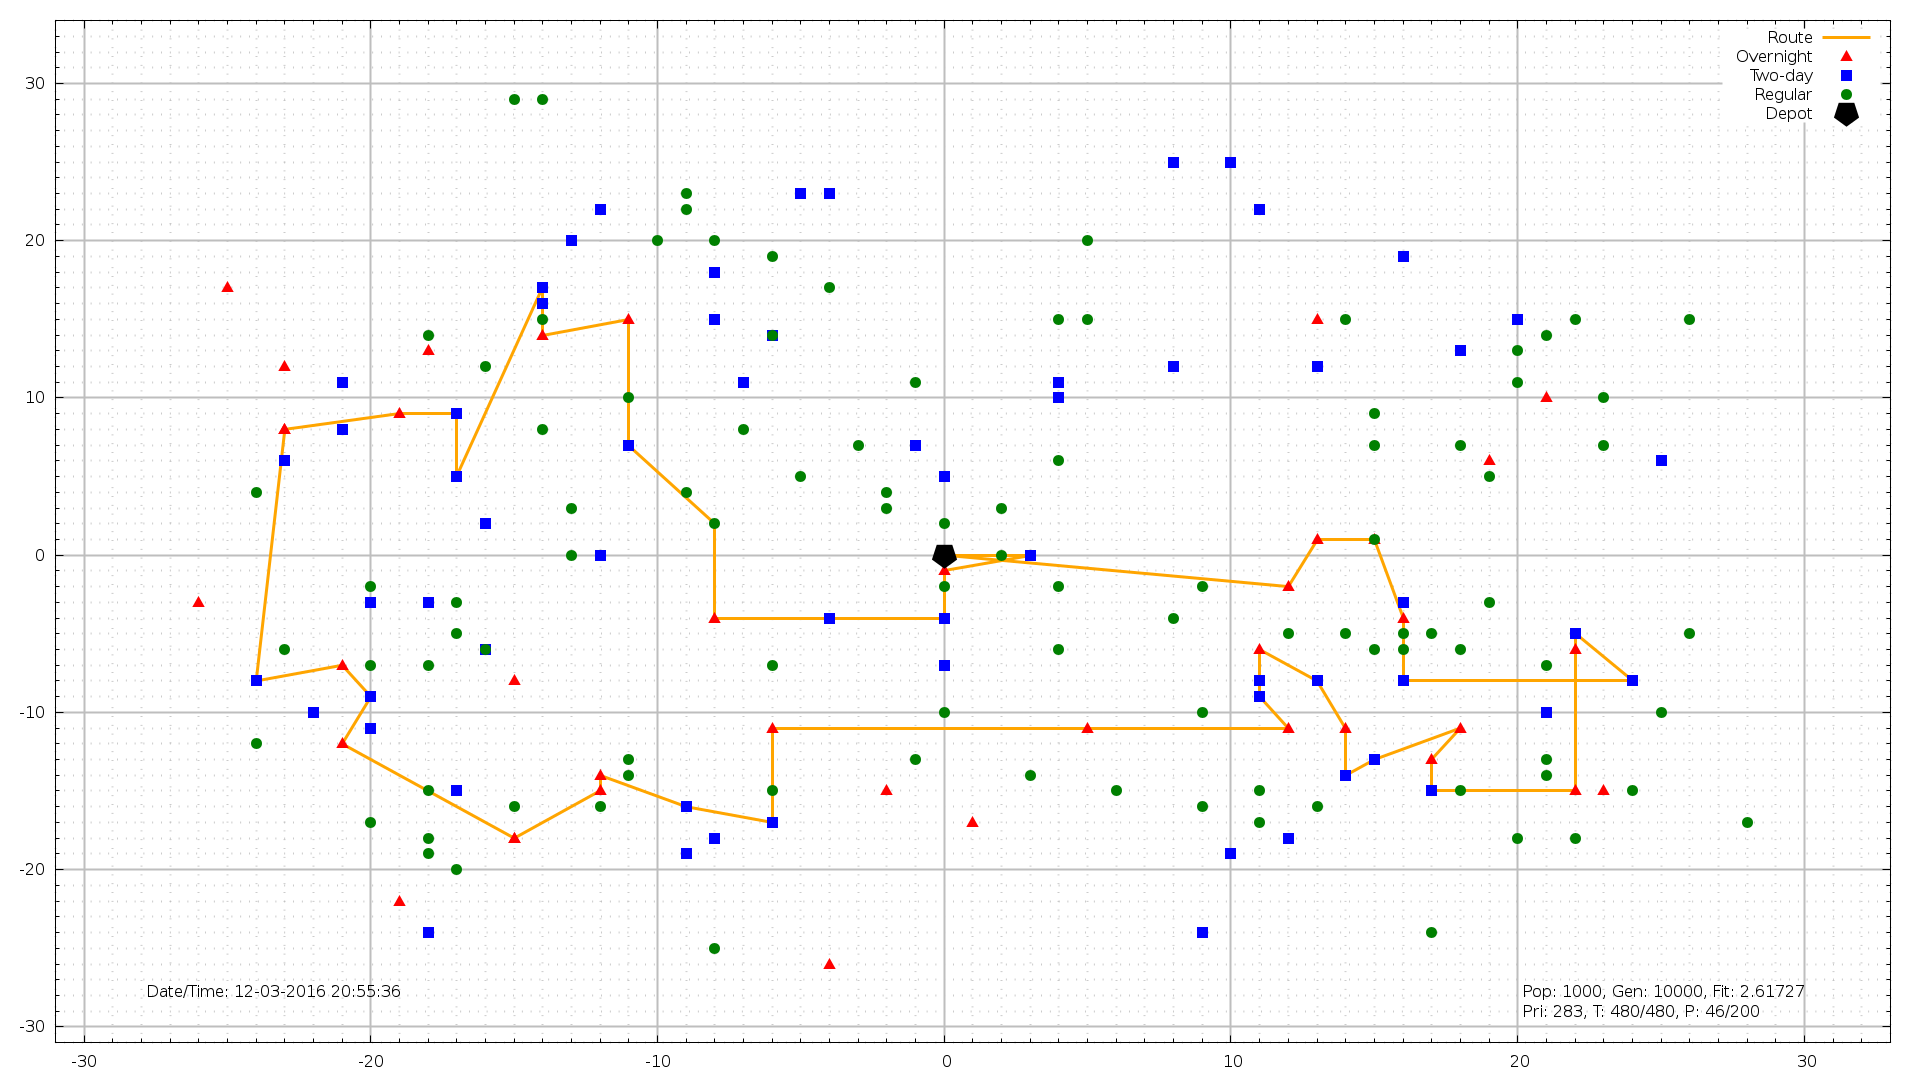 Route
Overnight
Two-day
Regular
Depot
30
20
10
0
-10
-20
-30
Date/Time: 12-03-2016 20:55:36
Pop: 1000, Gen: 10000, Fit: 2.61727
Pri: 283, T: 480/480, P: 46/200
-30 -20 -10 0 10 20 30